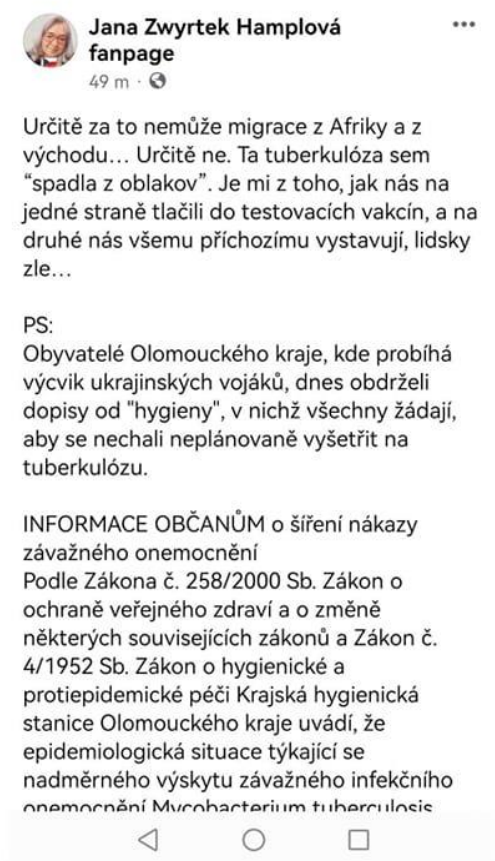 Jana Zwyrtek Hamplová
fanpage
49 m ·
Určitě za to nemůže migrace z Afriky a z
východu... Určitě ne. Ta tuberkulóza sem
“spadla z oblakov”. Je mi z toho, jak nás na
jedné straně tlačili do testovacích vakcín, a na
druhé nás všemu příchozímu vystavují, lidsky
zle...
PS:
Obyvatelé Olomouckého kraje, kde probíhá
výcvik ukrajinských vojáků, dnes obdrželi
dopisy od "hygieny", v nichž všechny žádají,
aby se nechali neplánovaně vyšetřit na
tuberkulózu.
INFORMACE OBČANŮM o šíření nákazy
závažného onemocnění
Podle Zákona č. 258/2000 Sb. Zákon o
ochraně veřejného zdraví a o změně
některých souvisejících zákonů a Zákon č.
4/1952 Sb. Zákon o hygienické a
protiepidemické péči Krajská hygienická
stanice Olomouckého kraje uvádí, že
epidemiologická situace týkající se
nadměrného výskytu závažného infekčního
onemocnění Mycobacterium tuberculosis